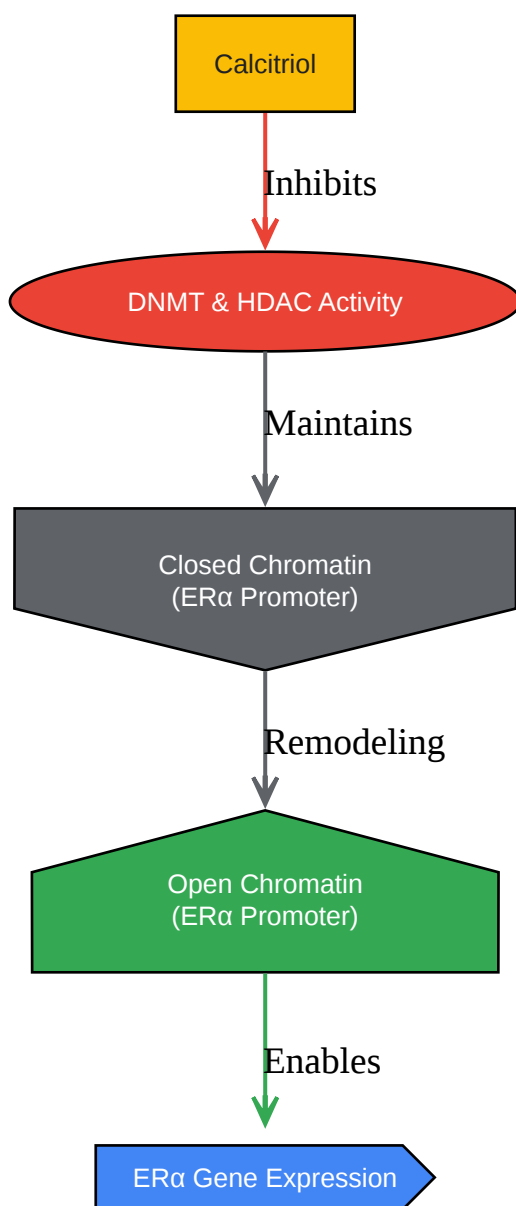 Calcitriol
Inhibits
DNMT & HDAC Activity
Maintains
Closed Chromatin
(ERα Promoter)
Remodeling
Open Chromatin
(ERα Promoter)
Enables
ERα Gene Expression